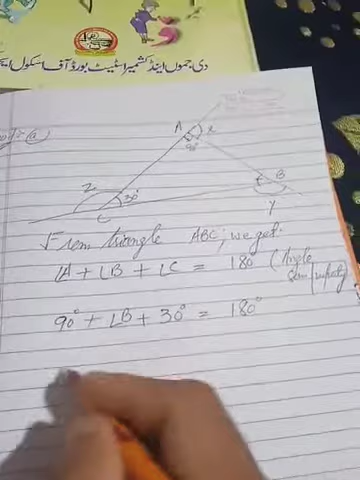 دی جموں اینڈ کشمیر اسٹیٹ بورڈ آف اسکول ایجو
(a)
A
x
90°
Z
30°
B
C
Y
From triangle ABC; we get.
∠A + ∠B + ∠C = 180° (Angle
Sum property)
90° + ∠B + 30° = 180°